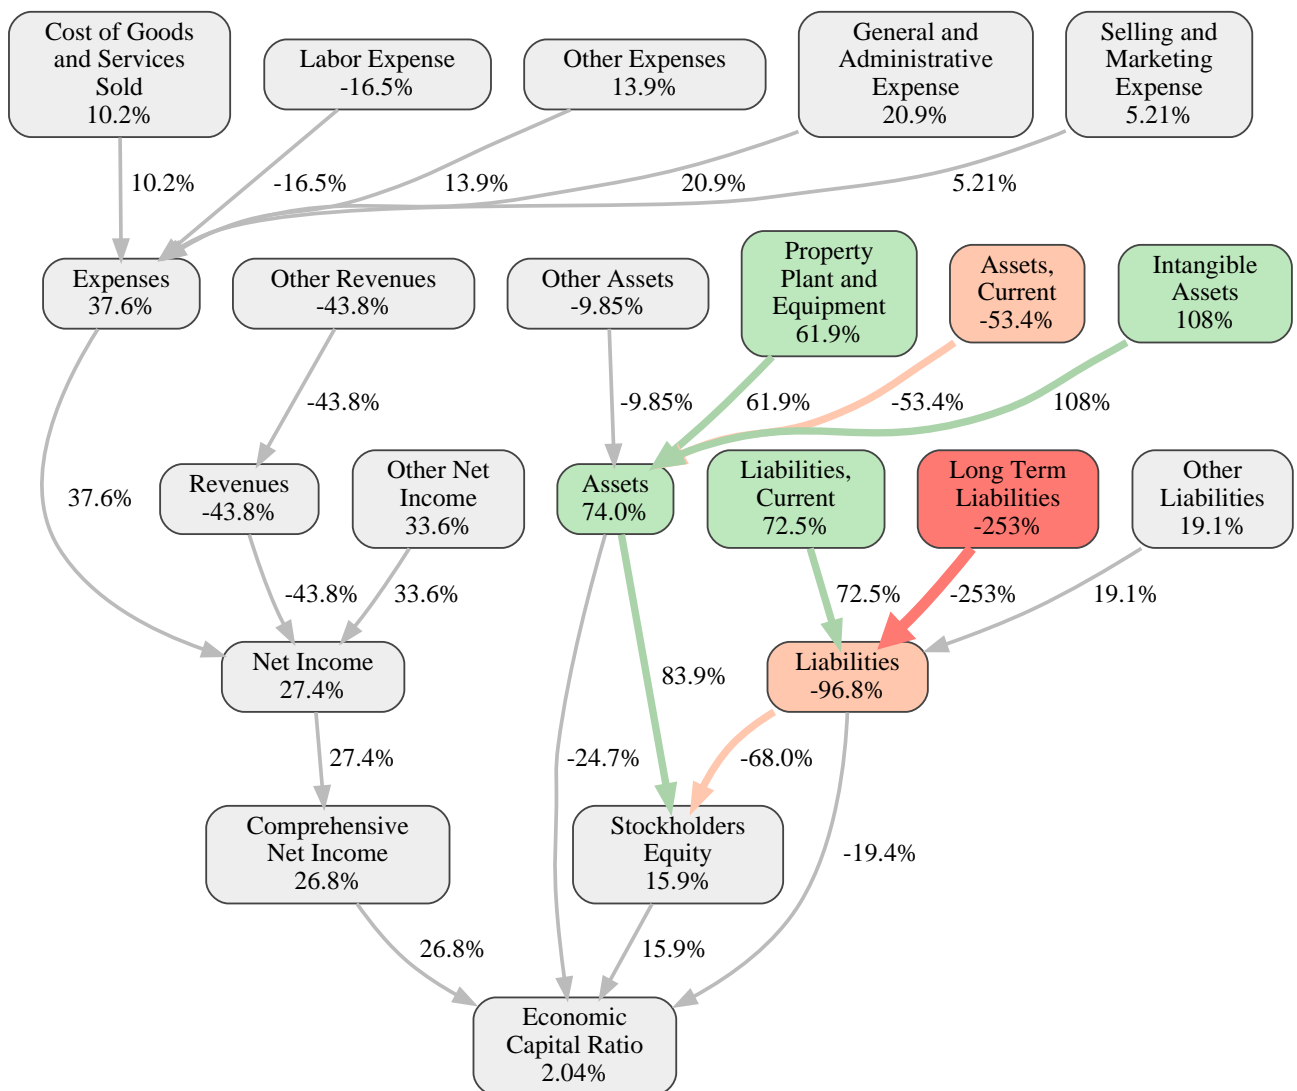 Cost of Goods
and Services
Sold
10.2%
Labor Expense
-16.5%
Other Expenses
13.9%
General and
Administrative
Expense
20.9%
Selling and
Marketing
Expense
5.21%
10.2%
-16.5%
13.9%
20.9%
5.21%
Expenses
37.6%
Other Revenues
-43.8%
Other Assets
-9.85%
Property
Plant and
Equipment
61.9%
Assets,
Current
-53.4%
Intangible
Assets
108%
-43.8%
-9.85%
61.9%
-53.4%
108%
37.6%
Revenues
-43.8%
Other Net
Income
33.6%
Assets
74.0%
Liabilities,
Current
72.5%
Long Term
Liabilities
-253%
Other
Liabilities
19.1%
-43.8%
33.6%
72.5%
-253%
19.1%
Net Income
27.4%
83.9%
Liabilities
-96.8%
27.4%
-24.7%
-68.0%
Comprehensive
Net Income
26.8%
Stockholders
Equity
15.9%
-19.4%
26.8%
15.9%
Economic
Capital Ratio
2.04%